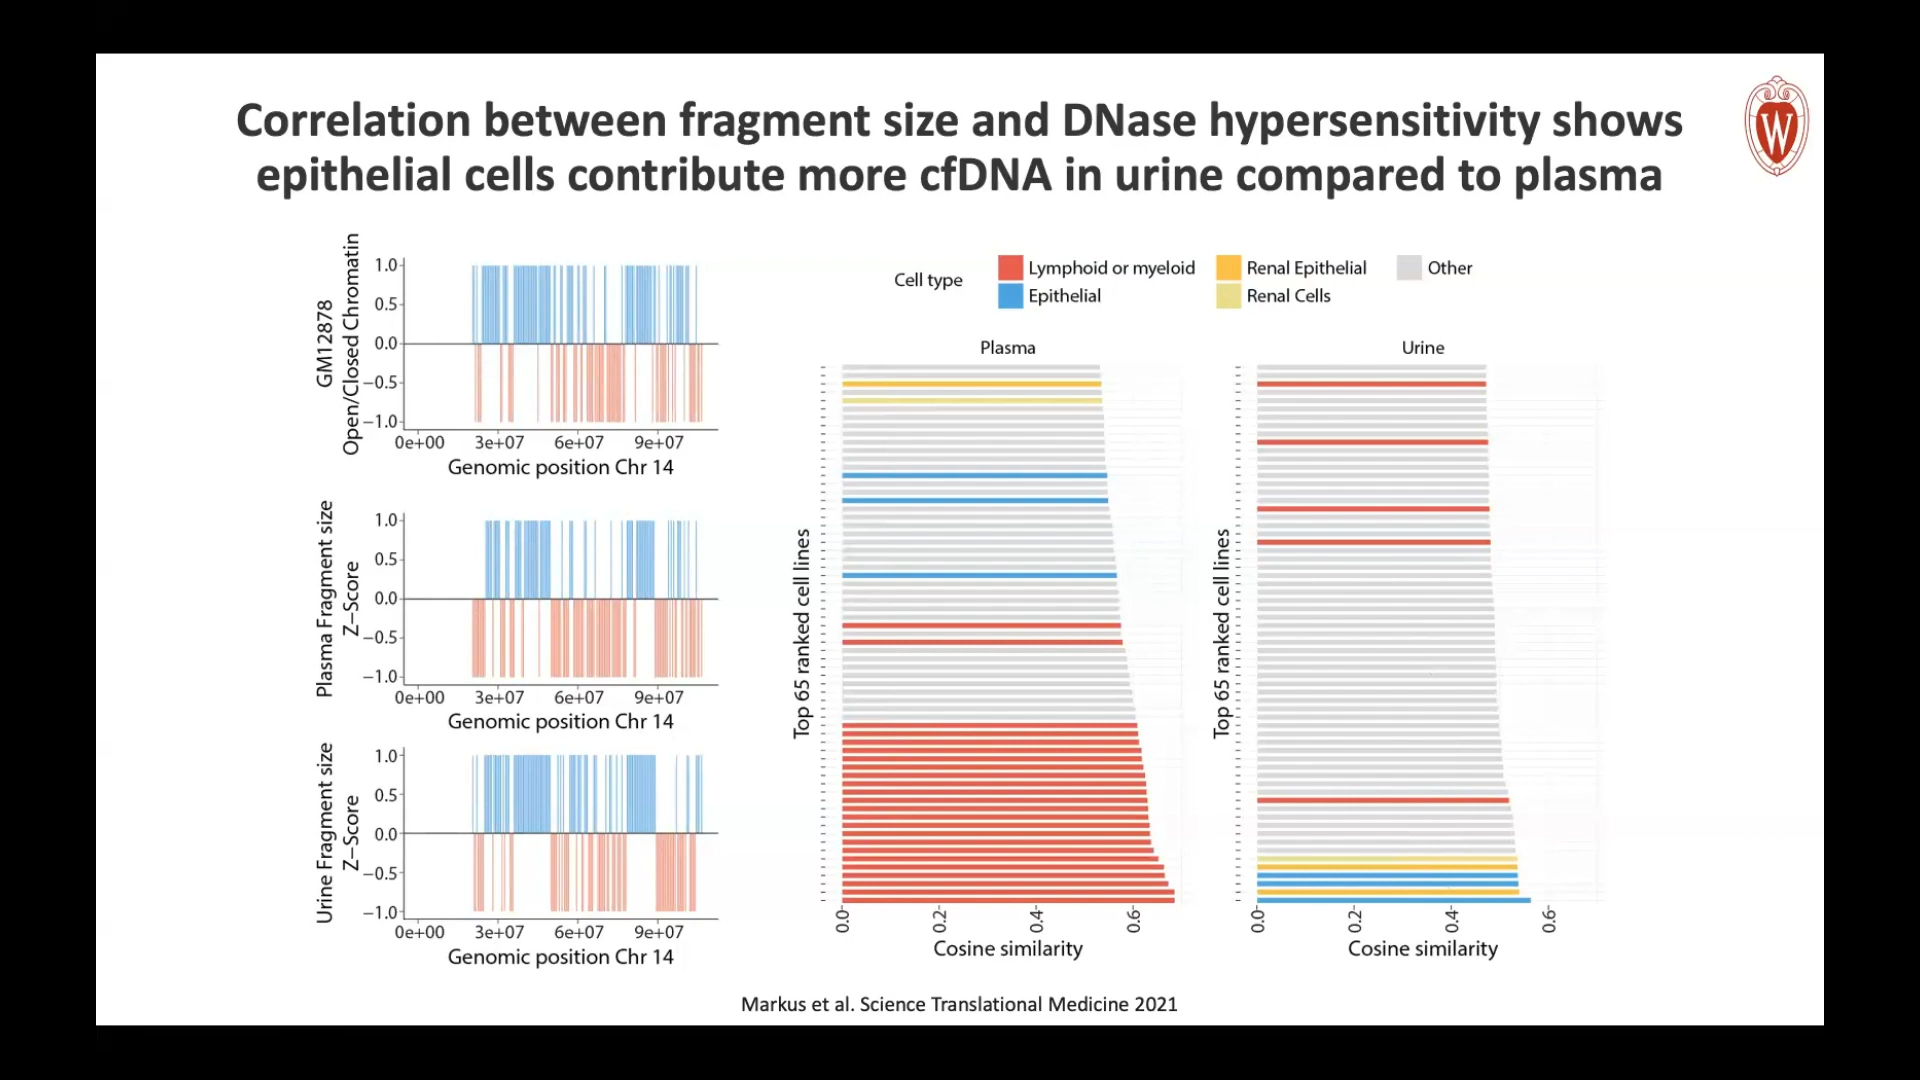 Correlation between fragment size and DNase hypersensitivity shows
epithelial cells contribute more cfDNA in urine compared to plasma
W
GM12878
Open/Closed Chromatin
1.0
0.5
0.0
−0.5
−1.0
0e+00 3e+07 6e+07 9e+07
Genomic position Chr 14
Plasma Fragment size
Z−Score
1.0
0.5
0.0
−0.5
−1.0
0e+00 3e+07 6e+07 9e+07
Genomic position Chr 14
Urine Fragment size
Z−Score
1.0
0.5
0.0
−0.5
−1.0
0e+00 3e+07 6e+07 9e+07
Genomic position Chr 14
Cell type
Lymphoid or myeloid
Epithelial
Renal Epithelial
Renal Cells
Other
Plasma
Top 65 ranked cell lines
0.0 0.2 0.4 0.6
Cosine similarity
Urine
Top 65 ranked cell lines
0.0 0.2 0.4 0.6
Cosine similarity
Markus et al. Science Translational Medicine 2021